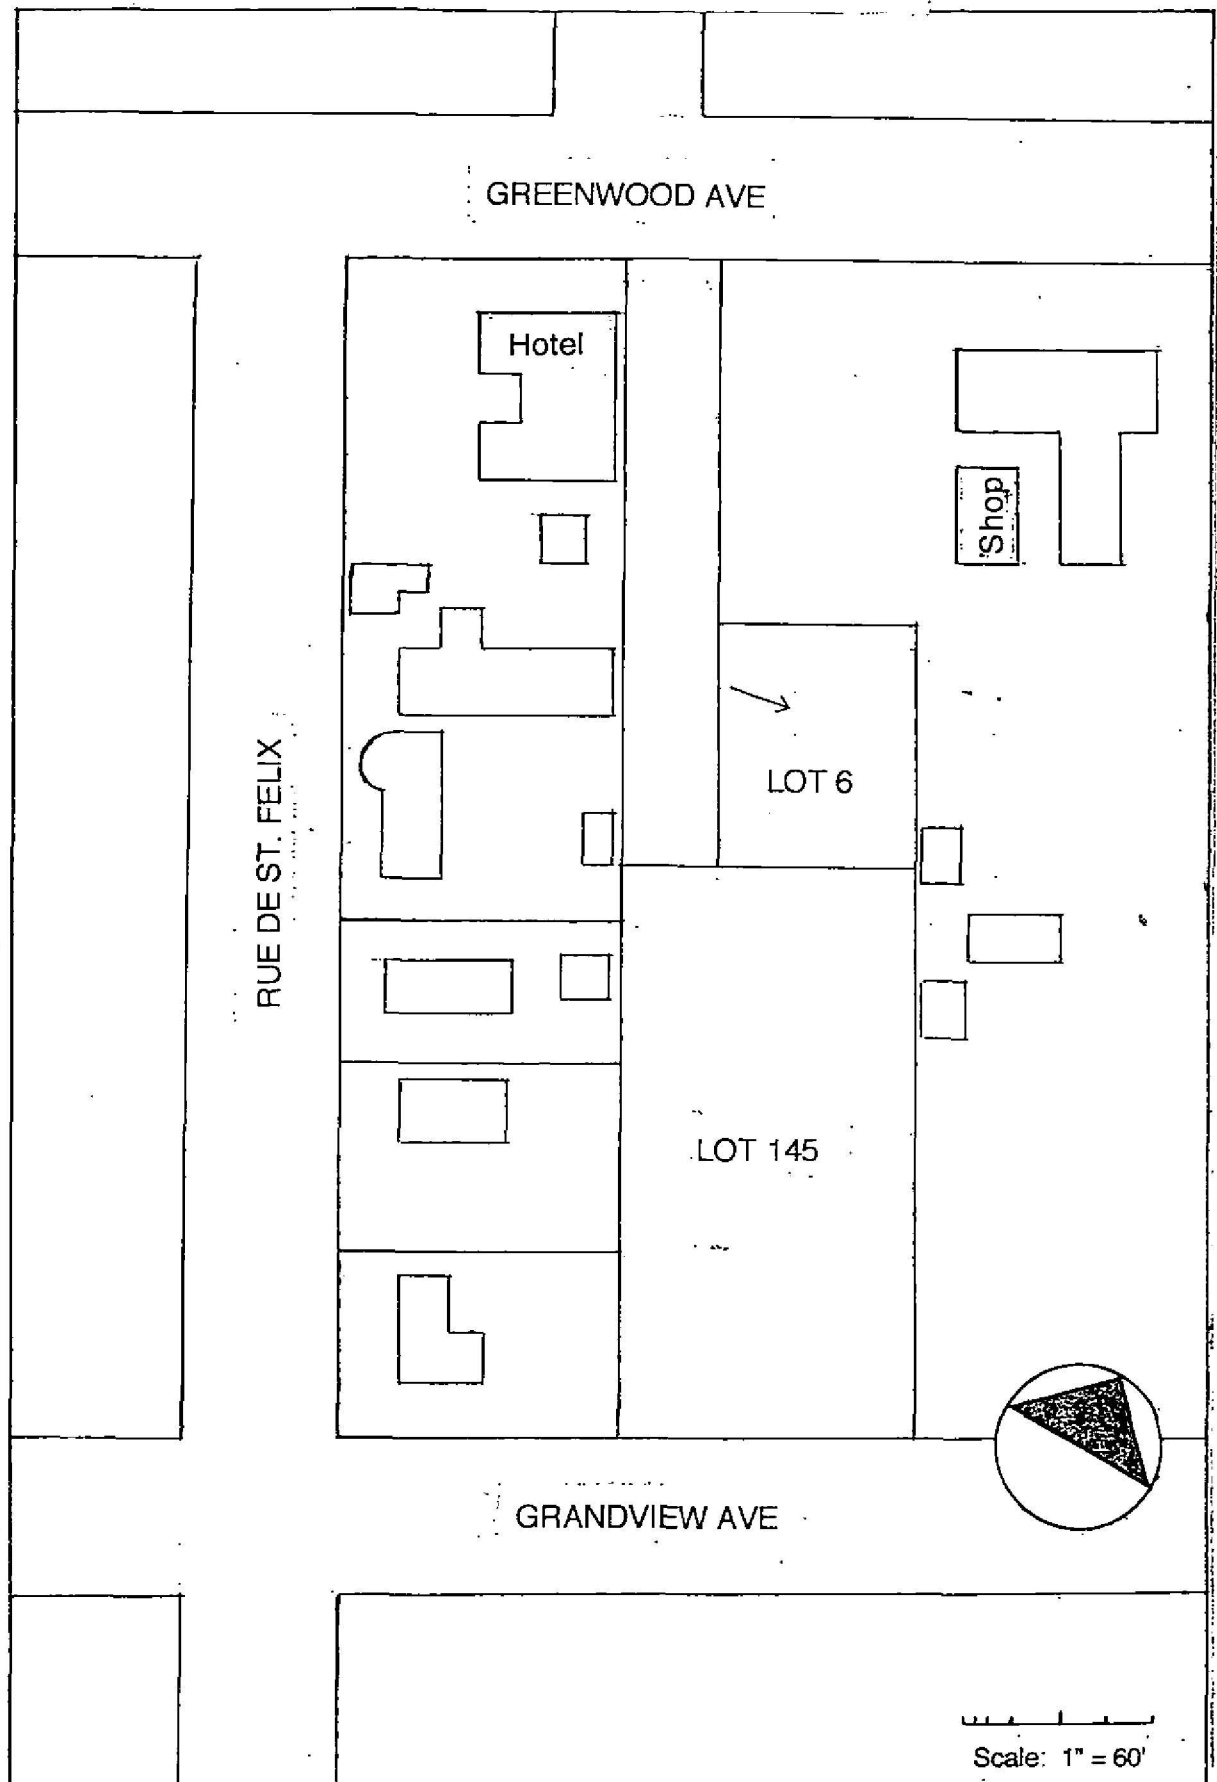 GREENWOOD AVE
Hotel
'Shop
RUE DE ST. FELIX
LOT 6
LOT 145
GRANDVIEW AVE
Scale: 1" = 60'